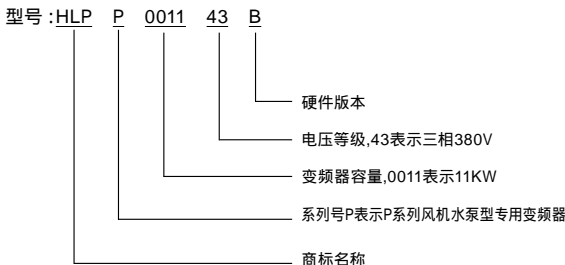 型号:HLP P 0011 43 B
硬件版本
电压等级,43表示三相380V
变频器容量,0011表示11KW
系列号P表示P系列风机水泵型专用变频器
商标名称